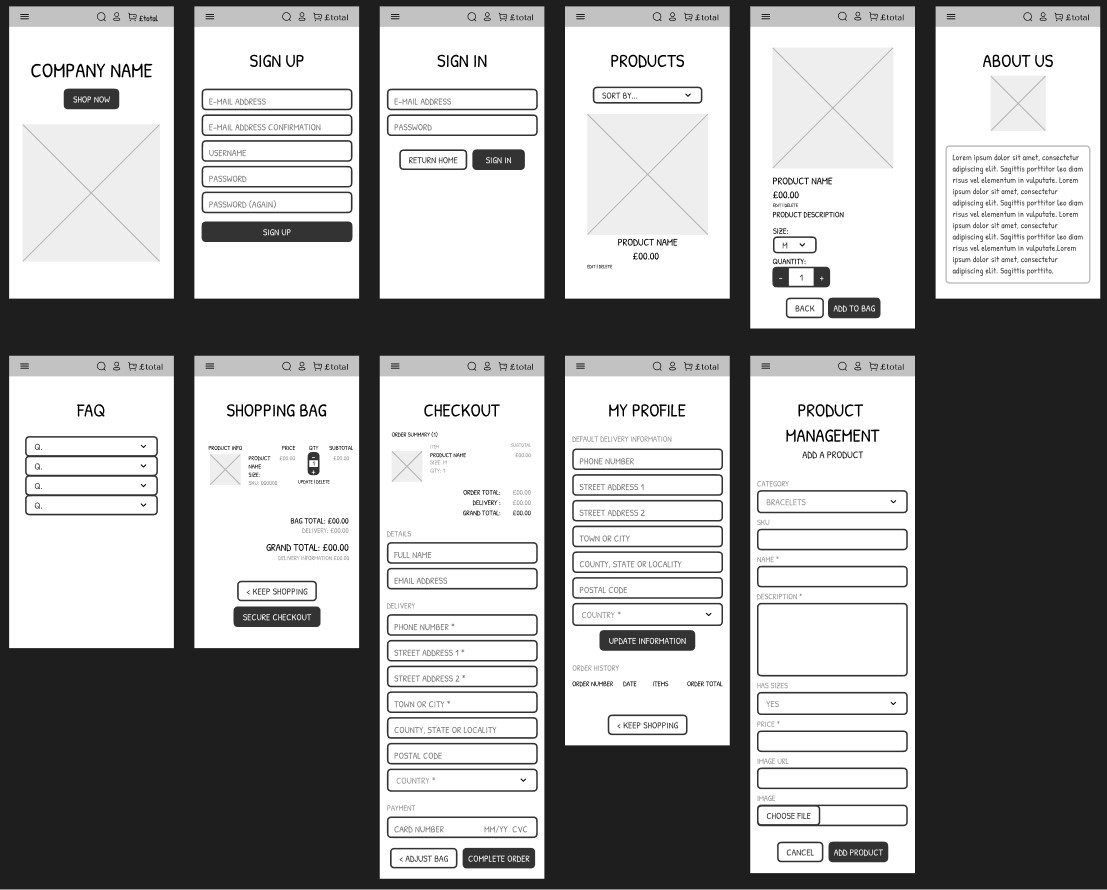 £total
COMPANY NAME
SHOP NOW
£total
SIGN UP
E-MAIL ADDRESS
E-MAIL ADDRESS CONFIRMATION
USERNAME
PASSWORD
PASSWORD (AGAIN)
SIGN UP
£total
SIGN IN
E-MAIL ADDRESS
PASSWORD
RETURN HOME SIGN IN
£total
PRODUCTS
SORT BY...
PRODUCT NAME
£00.00
EDIT | DELETE
£total
PRODUCT NAME
£00.00
EDIT | DELETE
PRODUCT DESCRIPTION
SIZE:
M
QUANTITY:
- 1 +
BACK ADD TO BAG
£total
ABOUT US
Lorem ipsum dolor sit amet, consectetur
adipiscing elit. Sagittis porttitor leo diam
risus vel elementum in vulputate. Lorem
ipsum dolor sit amet, consectetur
adipiscing elit. Sagittis porttitor leo diam
risus vel elementum in vulputate. Lorem
ipsum dolor sit amet, consectetur
adipiscing elit. Sagittis porttitor leo diam
risus vel elementum in vulputate.Lorem
ipsum dolor sit amet, consectetur
adipiscing elit. Sagittis porttito.
£total
FAQ
Q.
Q.
Q.
Q.
£total
SHOPPING BAG
PRODUCT INFO PRICE QTY SUBTOTAL
PRODUCT £00.00 - £00.00
NAME 1
SIZE: +
SKU: 000000 UPDATE | DELETE
BAG TOTAL: £00.00
DELIVERY: £00.00
GRAND TOTAL: £00.00
DELIVERY INFORMATION £00.00
< KEEP SHOPPING
SECURE CHECKOUT
£total
CHECKOUT
ORDER SUMMARY (1)
ITEM SUBTOTAL
PRODUCT NAME £00.00
SIZE: M
QTY: 1
ORDER TOTAL: £00.00
DELIVERY : £00.00
GRAND TOTAL: £00.00
DETAILS
FULL NAME
EMAIL ADDRESS
DELIVERY
PHONE NUMBER *
STREET ADDRESS 1 *
STREET ADDRESS 2 *
TOWN OR CITY *
COUNTY, STATE OR LOCALITY
POSTAL CODE
COUNTRY *
PAYMENT
CARD NUMBER MM/YY CVC
< ADJUST BAG COMPLETE ORDER
£total
MY PROFILE
DEFAULT DELIVERY INFORMATION
PHONE NUMBER
STREET ADDRESS 1
STREET ADDRESS 2
TOWN OR CITY
COUNTY, STATE OR LOCALITY
POSTAL CODE
COUNTRY *
UPDATE INFORMATION
ORDER HISTORY
ORDER NUMBER DATE ITEMS ORDER TOTAL
< KEEP SHOPPING
£total
PRODUCT
MANAGEMENT
ADD A PRODUCT
CATEGORY
BRACELETS
SKU
NAME *
DESCRIPTION *
HAS SIZES
YES
PRICE *
IMAGE URL
IMAGE
CHOOSE FILE
CANCEL ADD PRODUCT